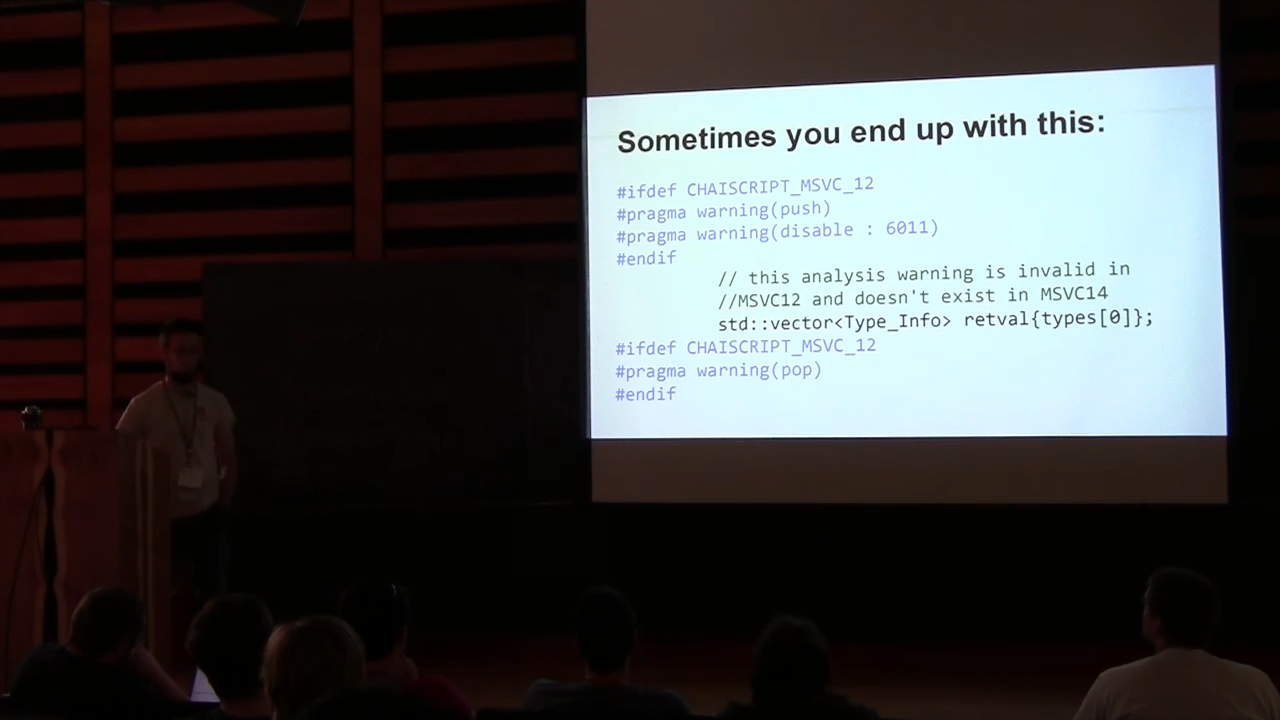 Sometimes you end up with this:
#ifdef CHAISCRIPT_MSVC_12
#pragma warning(push)
#pragma warning(disable : 6011)
#endif
// this analysis warning is invalid in
//MSVC12 and doesn't exist in MSVC14
std::vector<Type_Info> retval{types[0]};
#ifdef CHAISCRIPT_MSVC_12
#pragma warning(pop)
#endif